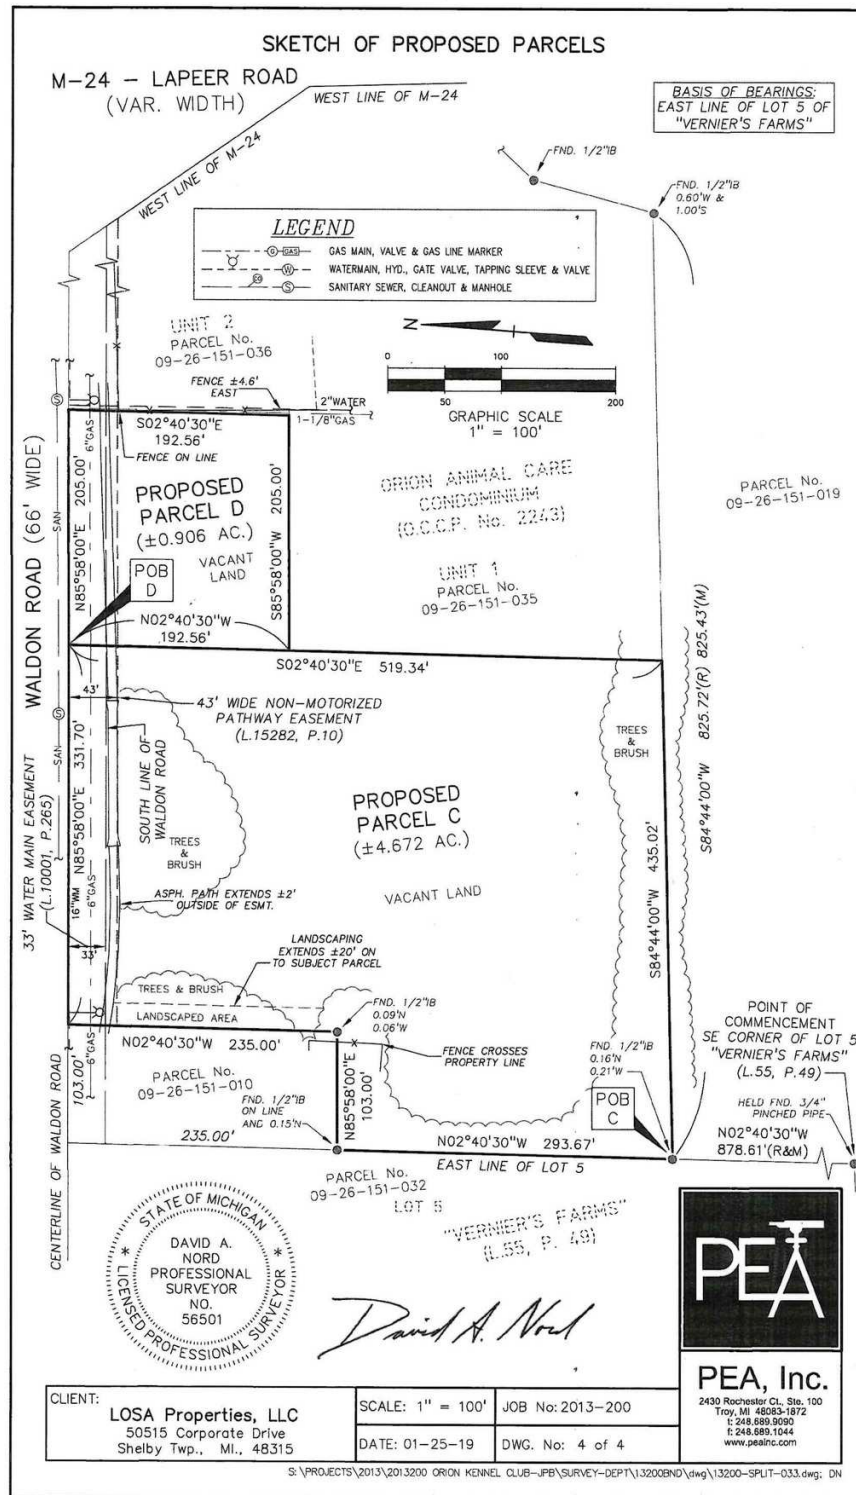 SKETCH OF PROPOSED PARCELS
M-24 - LAPEER ROAD
(VAR. WIDTH)
WEST LINE OF M-24
WEST LINE OF M-24
BASIS OF BEARINGS:
EAST LINE OF LOT 5 OF
"VERNIER'S FARMS"
FND. 1/2"IB
FND. 1/2"IB
0.60'W &
1.00'S
LEGEND
G GAS
GAS MAIN, VALVE & GAS LINE MARKER
W
WATERMAIN, HYD., GATE VALVE, TAPPING SLEEVE & VALVE
CO S
SANITARY SEWER, CLEANOUT & MANHOLE
UNIT 2
PARCEL No.
09-26-151-036
N
0 100
50 200
GRAPHIC SCALE
1" = 100'
FENCE ±4.6'
EAST
2"WATER
1-1/8"GAS
S02°40'30"E
192.56'
FENCE ON LINE
S
6"GAS
WALDON ROAD (66' WIDE)
SAN
N85°58'00"E 205.00'
PROPOSED
PARCEL D
(±0.906 AC.)
VACANT
LAND
S85°58'00"W 205.00'
POB
D
N02°40'30"W
192.56'
ORION ANIMAL CARE
CONDOMINIUM
(O.C.C.P. No. 2243)
UNIT 1
PARCEL No.
09-26-151-035
PARCEL No.
09-26-151-019
S02°40'30"E 519.34'
S84°44'00"W 825.72'(R) 825.43'(M)
43'
43' WIDE NON-MOTORIZED
PATHWAY EASEMENT
(L.15282, P.10)
S
SAN
33' WATER MAIN EASEMENT
(L.10001, P.265)
N85°58'00"E 331.70'
SOUTH LINE OF
WALDON ROAD
TREES
&
BRUSH
TREES
&
BRUSH
PROPOSED
PARCEL C
(±4.672 AC.)
VACANT LAND
S84°44'00"W 435.02'
16"WM
6"GAS
33'
ASPH. PATH EXTENDS ±2'
OUTSIDE OF ESMT.
LANDSCAPING
EXTENDS ±20' ON
TO SUBJECT PARCEL
TREES & BRUSH
LANDSCAPED AREA
FND. 1/2"IB
0.09'N
0.06'W
N02°40'30"W 235.00'
6"GAS
103.00'
CENTERLINE OF WALDON ROAD
PARCEL No.
09-26-151-010
FND. 1/2"IB
ON LINE
AND 0.15'N
N85°58'00"E
103.00'
FENCE CROSSES
PROPERTY LINE
FND. 1/2"IB
0.16'N
0.21'W
POB
C
POINT OF
COMMENCEMENT
SE CORNER OF LOT 5
"VERNIER'S FARMS"
(L.55, P.49)
HELD FND. 3/4"
PINCHED PIPE
N02°40'30"W
878.61'(R&M)
235.00'
N02°40'30"W 293.67'
EAST LINE OF LOT 5
PARCEL No.
09-26-151-032
LOT 5
"VERNIER'S FARMS"
(L.55, P. 49)
STATE OF MICHIGAN
DAVID A.
NORD
PROFESSIONAL
SURVEYOR
NO.
56501
* LICENSED PROFESSIONAL SURVEYOR *
David A. Nord
PEA
PEA, Inc.
2430 Rochester Ct., Ste. 100
Troy, MI 48083-1872
t: 248.689.9090
f: 248.689.1044
www.peainc.com
CLIENT:
LOSA Properties, LLC
50515 Corporate Drive
Shelby Twp., MI., 48315
SCALE: 1" = 100'
JOB No: 2013-200
DATE: 01-25-19
DWG. No: 4 of 4
S:\PROJECTS\2013\2013200 ORION KENNEL CLUB-JPB\SURVEY-DEPT\13200BND\dwg\13200-SPLIT-033.dwg; DN